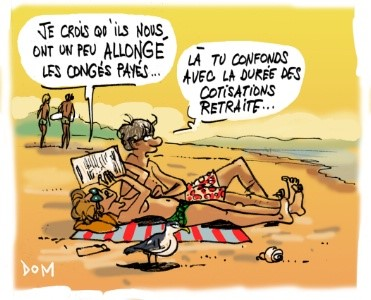 JE CROIS QU'ILS NOUS
ONT UN PEU ALLONGÉ
LES CONGÉS PAYÉS...
LÀ TU CONFONDS
AVEC LA DURÉE DES
COTISATIONS
RETRAITE...
DOM